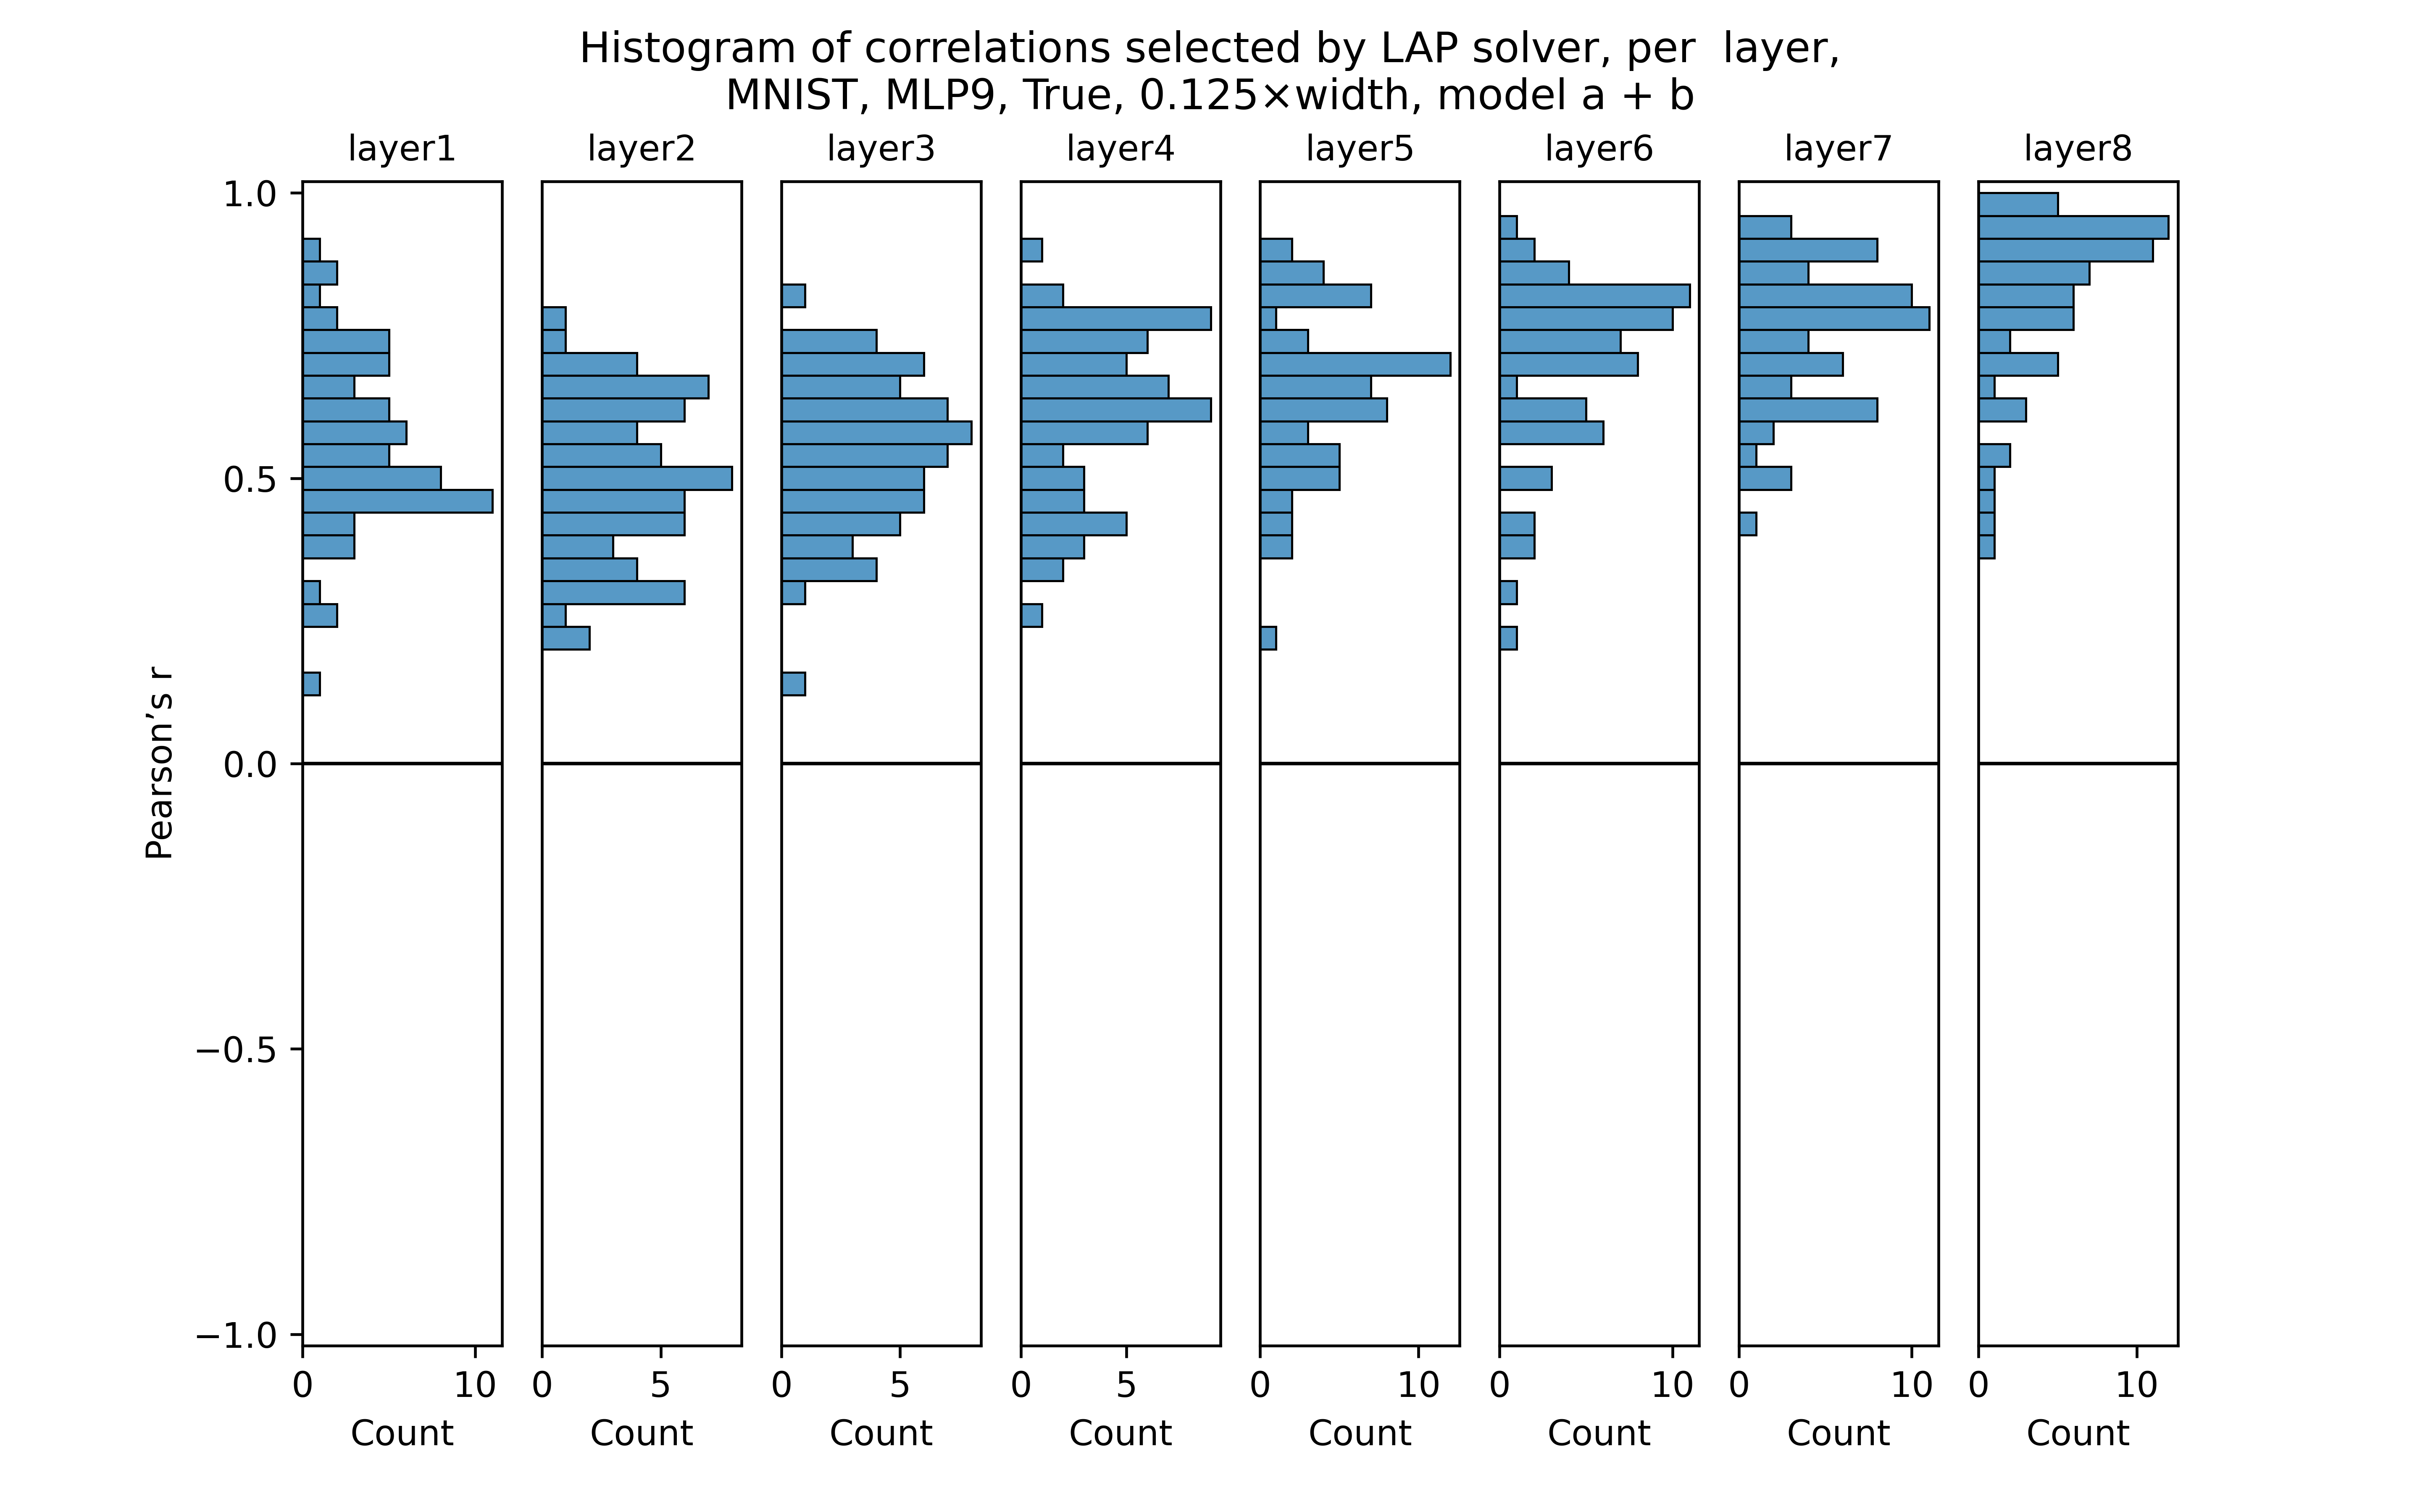 Histogram of correlations selected by LAP solver, per  layer,
MNIST, MLP9, True, 0.125×width, model a + b
layer1 layer2 layer3 layer4 layer5 layer6 layer7 layer8
1.0
0.5
0.0
−0.5
−1.0
Pearson’s r
0 10 0 5 0 5 0 5 0 10 0 10 0 10 0 10
Count Count Count Count Count Count Count Count